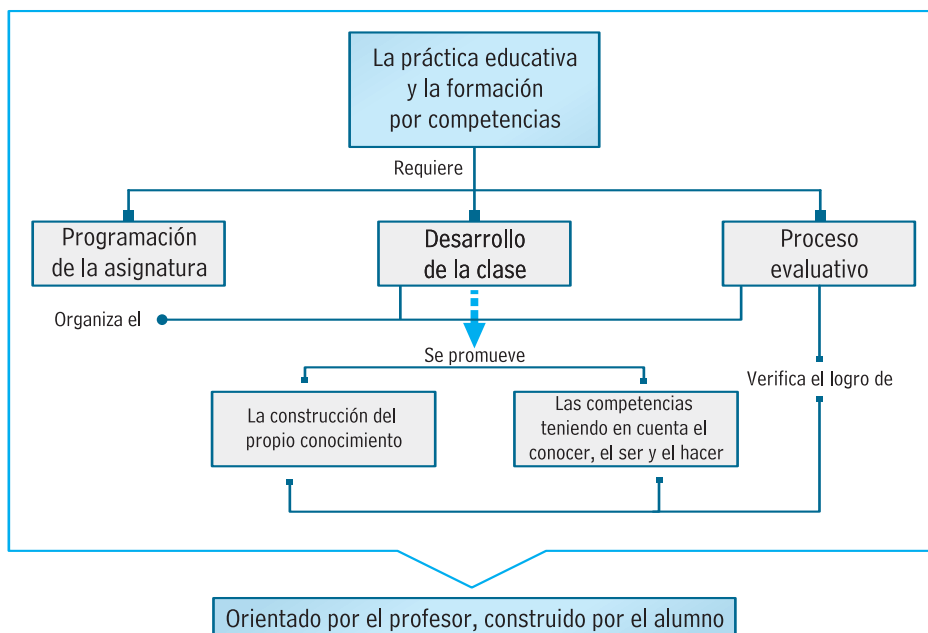 La práctica educativa
y la formación
por competencias
Requiere
Programación
de la asignatura
Desarrollo
de la clase
Proceso
evaluativo
Organiza el
Se promueve
Verifica el logro de
La construcción del
propio conocimiento
Las competencias
teniendo en cuenta el
conocer, el ser y el hacer
Orientado por el profesor, construido por el alumno